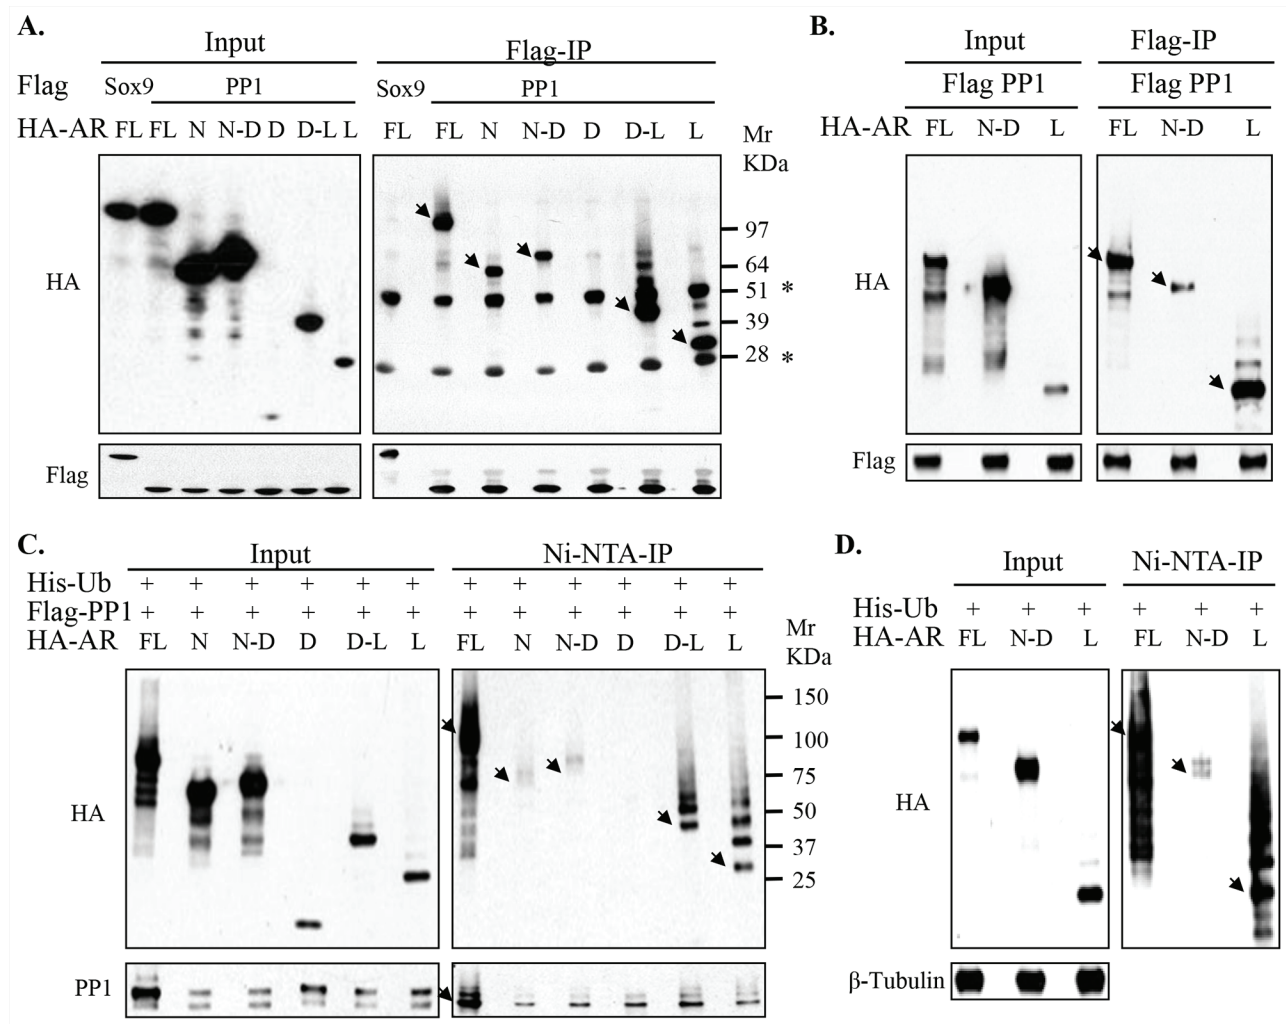 A.
Input
Flag-IP
Flag Sox9 PP1 Sox9 PP1
HA-AR FL FL N N-D D D-L L FL FL N N-D D D-L L
Mr
KDa
HA
97
64
51 *
39
28 *
Flag
B.
Input Flag-IP
Flag PP1 Flag PP1
HA-AR FL N-D L FL N-D L
HA
Flag
C.
Input Ni-NTA-IP
His-Ub + + + + + + + + + + + +
Flag-PP1 + + + + + + + + + + + +
HA-AR FL N N-D D D-L L FL N N-D D D-L L
Mr
KDa
HA
150
100
75
50
37
25
PP1
D.
Input Ni-NTA-IP
His-Ub + + + + + +
HA-AR FL N-D L FL N-D L
HA
β-Tubulin